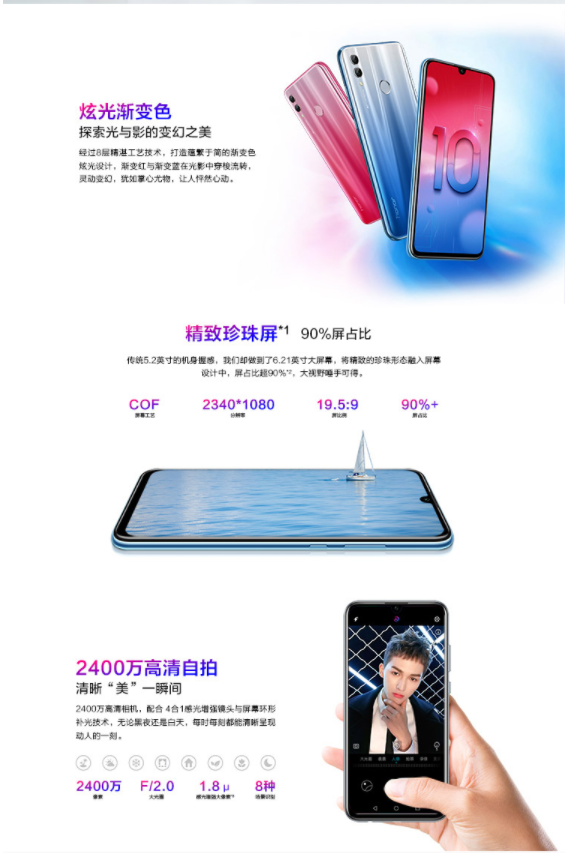 炫光渐变色
探索光与影的变幻之美
经过8层精湛工艺技术，打造蕴繁于简的渐变色
炫光设计，渐变红与渐变蓝在光影中穿梭流转，
灵动变幻，犹如掌心尤物，让人怦然心动。
10
精致珍珠屏*1 90%屏占比
传统5.2英寸的机身握感，我们却做到了6.21英寸大屏幕，将精致的珍珠形态融入屏幕
设计中，屏占比超90%*2，大视野唾手可得。
COF 2340*1080 19.5:9 90%+
屏幕工艺 分辨率 屏比例 屏占比
2400万高清自拍
清晰“美”一瞬间
2400万高清相机，配合 4合1感光增强镜头与屏幕环形
补光技术，无论黑夜还是白天，每时每刻都能清晰呈现
动人的一刻。
2400万 F/2.0 1.8 μ 8种
像素 大光圈 感光增强大像素 场景识别